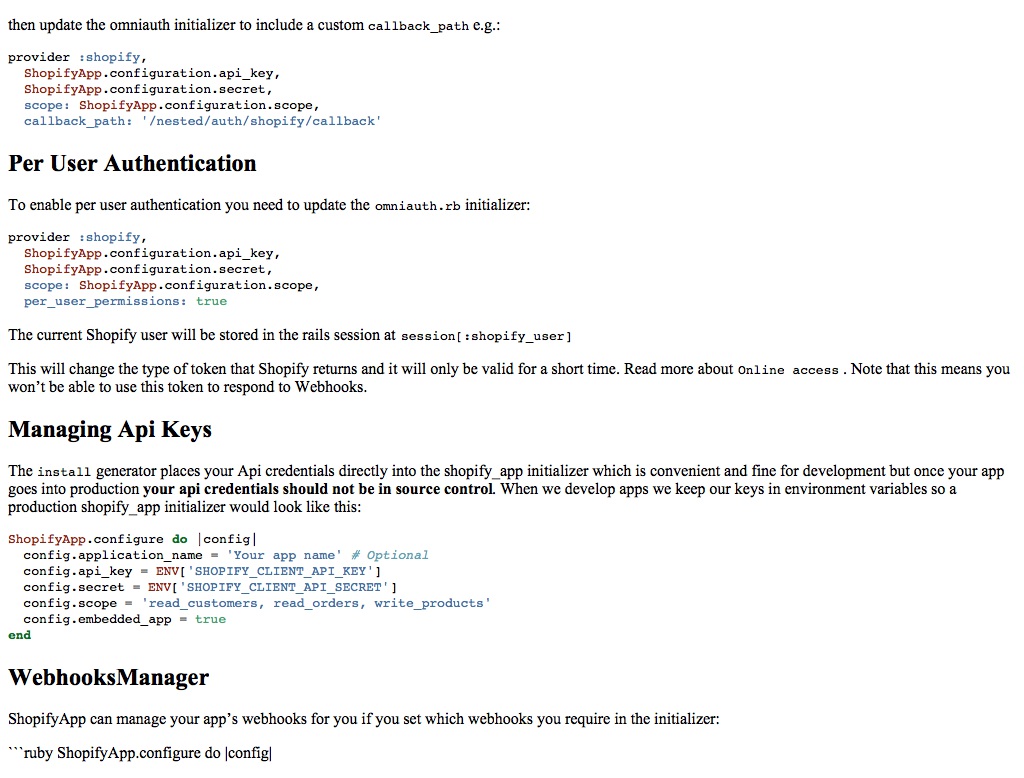 then update the omniauth initializer to include a custom callback_path e.g.:
provider :shopify,
  ShopifyApp.configuration.api_key,
  ShopifyApp.configuration.secret,
  scope: ShopifyApp.configuration.scope,
  callback_path: '/nested/auth/shopify/callback'
Per User Authentication
To enable per user authentication you need to update the omniauth.rb initializer:
provider :shopify,
  ShopifyApp.configuration.api_key,
  ShopifyApp.configuration.secret,
  scope: ShopifyApp.configuration.scope,
  per_user_permissions: true
The current Shopify user will be stored in the rails session at session[:shopify_user]
This will change the type of token that Shopify returns and it will only be valid for a short time. Read more about Online access . Note that this means you
won’t be able to use this token to respond to Webhooks.
Managing Api Keys
The install generator places your Api credentials directly into the shopify_app initializer which is convenient and fine for development but once your app
goes into production your api credentials should not be in source control. When we develop apps we keep our keys in environment variables so a
production shopify_app initializer would look like this:
ShopifyApp.configure do |config|
  config.application_name = 'Your app name' # Optional
  config.api_key = ENV['SHOPIFY_CLIENT_API_KEY']
  config.secret = ENV['SHOPIFY_CLIENT_API_SECRET']
  config.scope = 'read_customers, read_orders, write_products'
  config.embedded_app = true
end
WebhooksManager
ShopifyApp can manage your app’s webhooks for you if you set which webhooks you require in the initializer:
```ruby ShopifyApp.configure do |config|